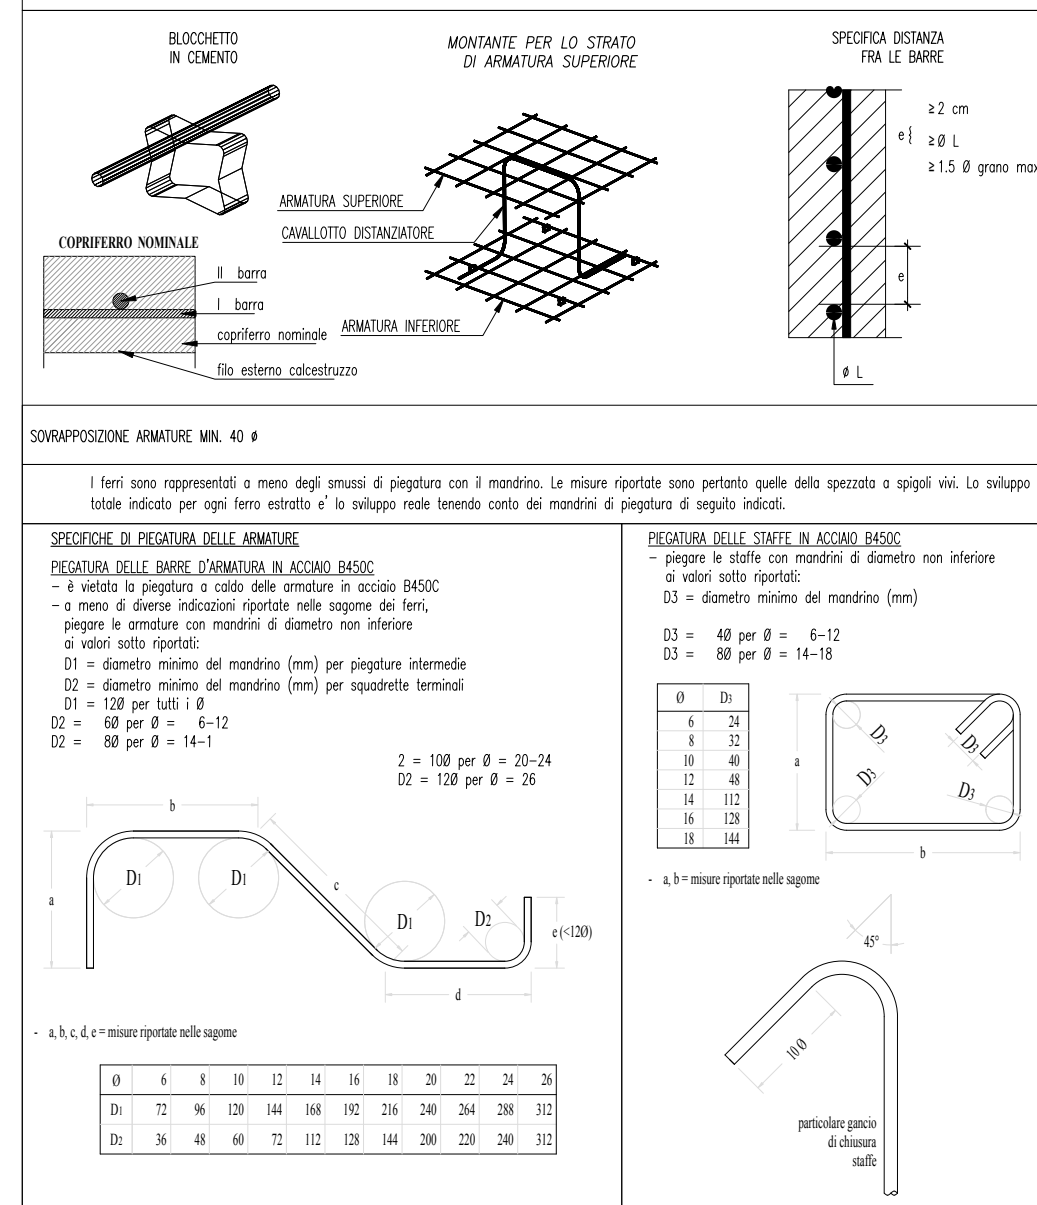 BLOCCHETTO
IN CEMENTO
MONTANTE PER LO STRATO
DI ARMATURA SUPERIORE
SPECIFICA DISTANZA
FRA LE BARRE
≥2 cm
e{ ≥Ø L
≥1.5 Ø grano max
ARMATURA SUPERIORE
CAVALLOTTO DISTANZIATORE
ARMATURA INFERIORE
COPRIFERRO NOMINALE
II barra
I barra
copriferro nominale
filo esterno calcestruzzo
e
ø L
SOVRAPPOSIZIONE ARMATURE MIN. 40 ø
I ferri sono rappresentati a meno degli smussi di piegatura con il mandrino. Le misure riportate sono pertanto quelle della spezzata a spigoli vivi. Lo sviluppo
totale indicato per ogni ferro estratto e' lo sviluppo reale tenendo conto dei mandrini di piegatura di seguito indicati.
SPECIFICHE DI PIEGATURA DELLE ARMATURE
PIEGATURA DELLE BARRE D'ARMATURA IN ACCIAIO B450C
– è vietata la piegatura a caldo delle armature in acciaio B450C
– a meno di diverse indicazioni riportate nelle sagome dei ferri,
piegare le armature con mandrini di diametro non inferiore
ai valori sotto riportati:
D1 = diametro minimo del mandrino (mm) per piegature intermedie
D2 = diametro minimo del mandrino (mm) per squadrette terminali
D1 = 12Ø per tutti i Ø
D2 = 6Ø per Ø = 6–12
D2 = 8Ø per Ø = 14–1
2 = 10Ø per Ø = 20–24
D2 = 12Ø per Ø = 26
b
a
D1
D1
c
D1
D2
e (<12Ø)
d
- a, b, c, d, e = misure riportate nelle sagome
Ø 6 8 10 12 14 16 18 20 22 24 26
D1 72 96 120 144 168 192 216 240 264 288 312
D2 36 48 60 72 112 128 144 200 220 240 312
PIEGATURA DELLE STAFFE IN ACCIAIO B450C
– piegare le staffe con mandrini di diametro non inferiore
ai valori sotto riportati:
D3 = diametro minimo del mandrino (mm)
D3 = 4Ø per Ø = 6–12
D3 = 8Ø per Ø = 14–18
Ø D3
6 24
8 32
10 40
12 48
14 112
16 128
18 144
a
D3
D3
D3
D3
b
- a, b = misure riportate nelle sagome
45°
10 Ø
particolare gancio
di chiusura
staffe